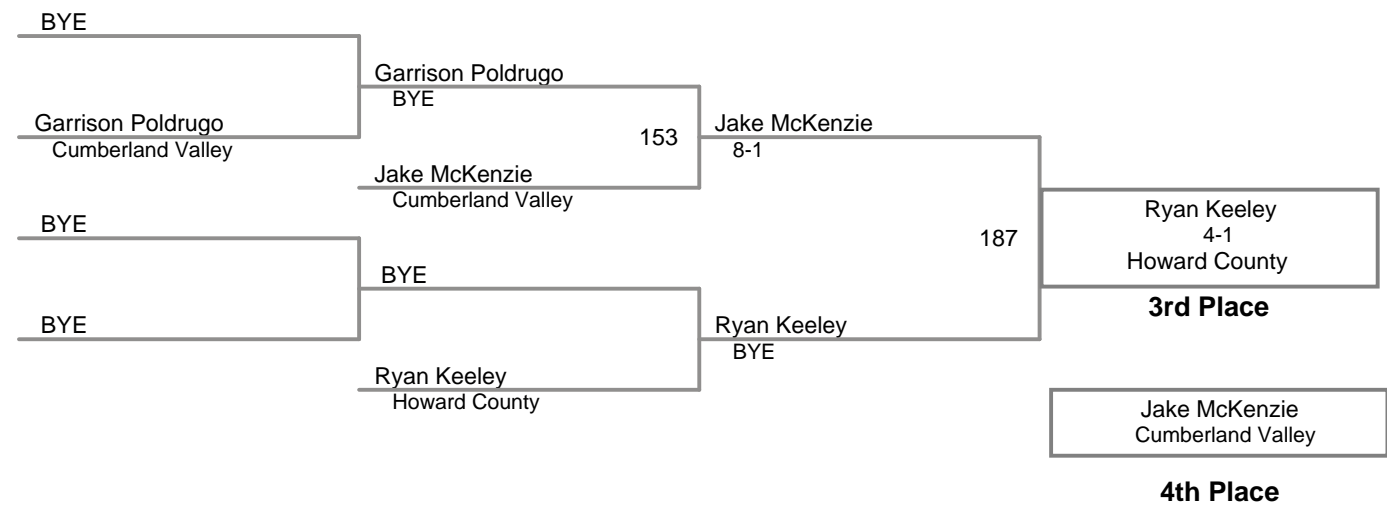 BYE
Garrison Poldrugo
BYE
Garrison Poldrugo
Cumberland Valley
153
Jake McKenzie
8-1
Jake McKenzie
Cumberland Valley
BYE
187
Ryan Keeley
4-1
Howard County
3rd Place
BYE
BYE
Ryan Keeley
BYE
Ryan Keeley
Howard County
Jake McKenzie
Cumberland Valley
4th Place